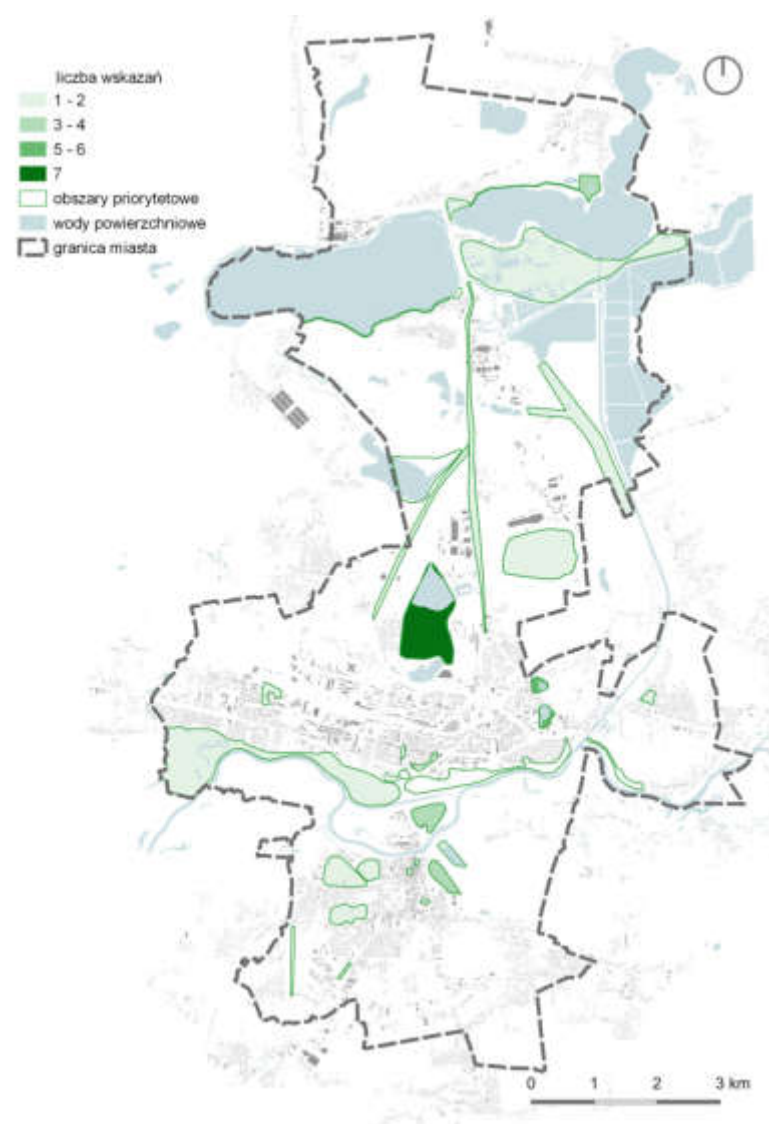 liczba wskazań
1 - 2
3 - 4
5 - 6
7
obszary priorytetowe
wody powierzchniowe
granica miasta
0 1 2 3 km